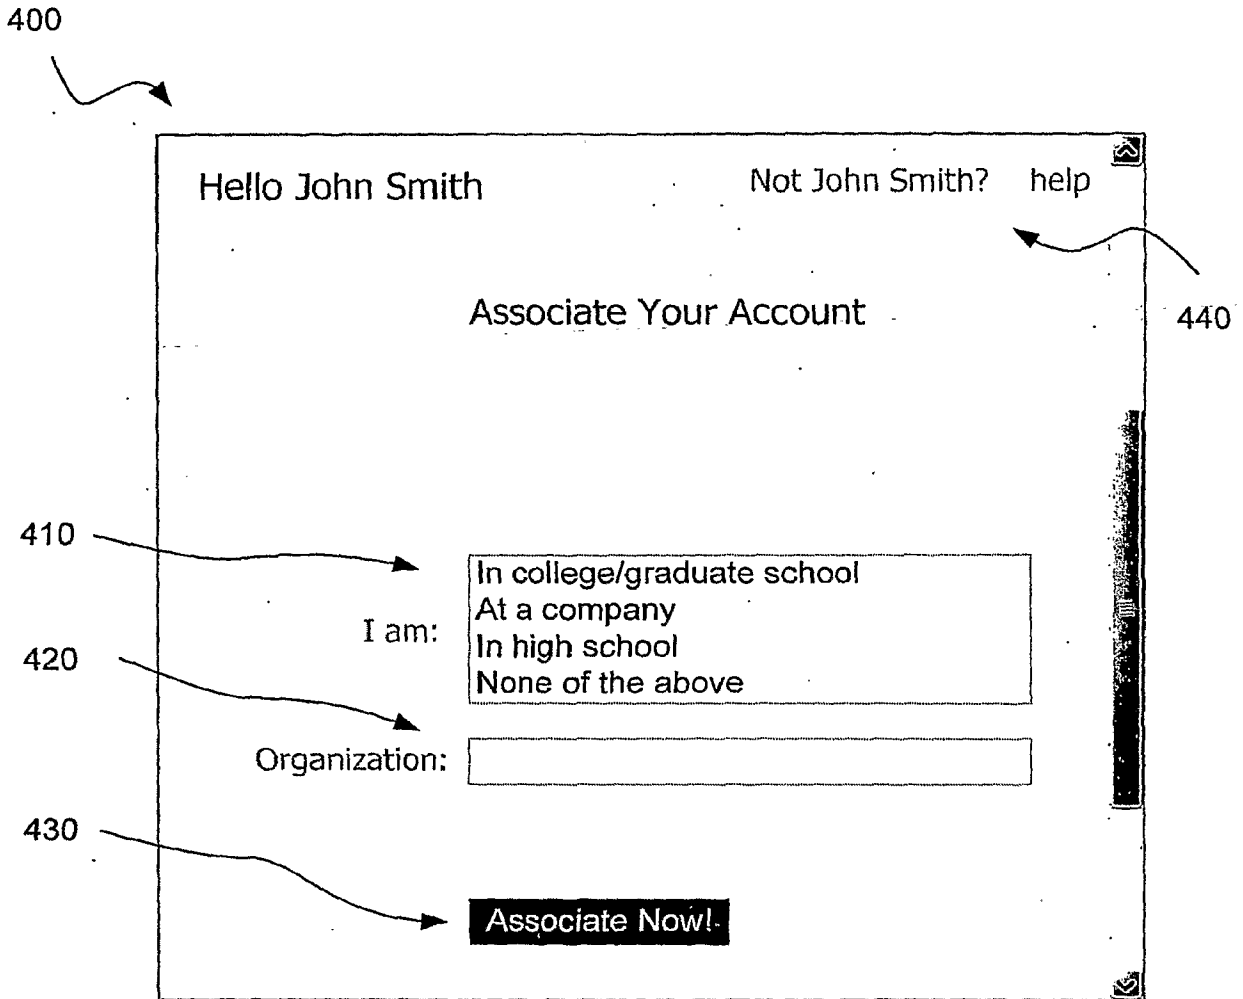 400
Hello John Smith Not John Smith? help
Associate Your Account
440
410
In college/graduate school
At a company
I am:
In high school
420
None of the above
Organization:
430
Associate Now!